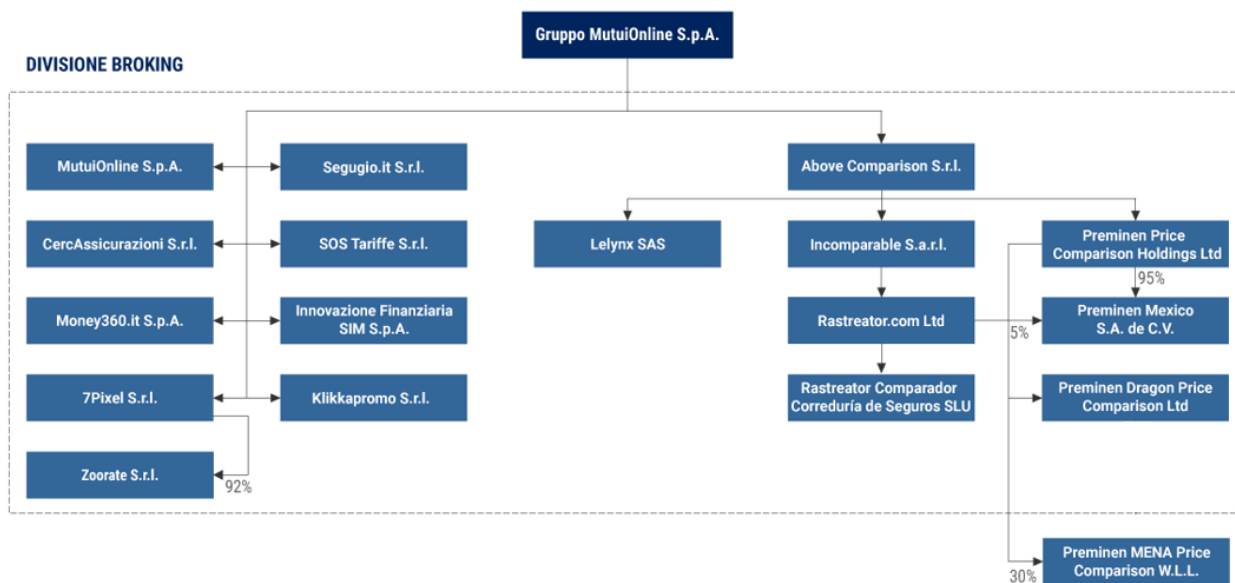 Gruppo MutuiOnline S.p.A.
DIVISIONE BROKING
MutuiOnline S.p.A.
Segugio.it S.r.l.
Above Comparison S.r.l.
CercAssicurazioni S.r.l.
SOS Tariffe S.r.l.
Lelynx SAS
Incomparable S.a.r.l.
Preminen Price
Comparison Holdings Ltd
95%
Money360.it S.p.A.
Innovazione Finanziaria
SIM S.p.A.
Rastreator.com Ltd
5%
Preminen Mexico
S.A. de C.V.
7Pixel S.r.l.
Klikkapromo S.r.l.
Rastreator Comparador
Correduría de Seguros SLU
Preminen Dragon Price
Comparison Ltd
Zoorate S.r.l.
92%
Preminen MENA Price
Comparison W.L.L.
30%